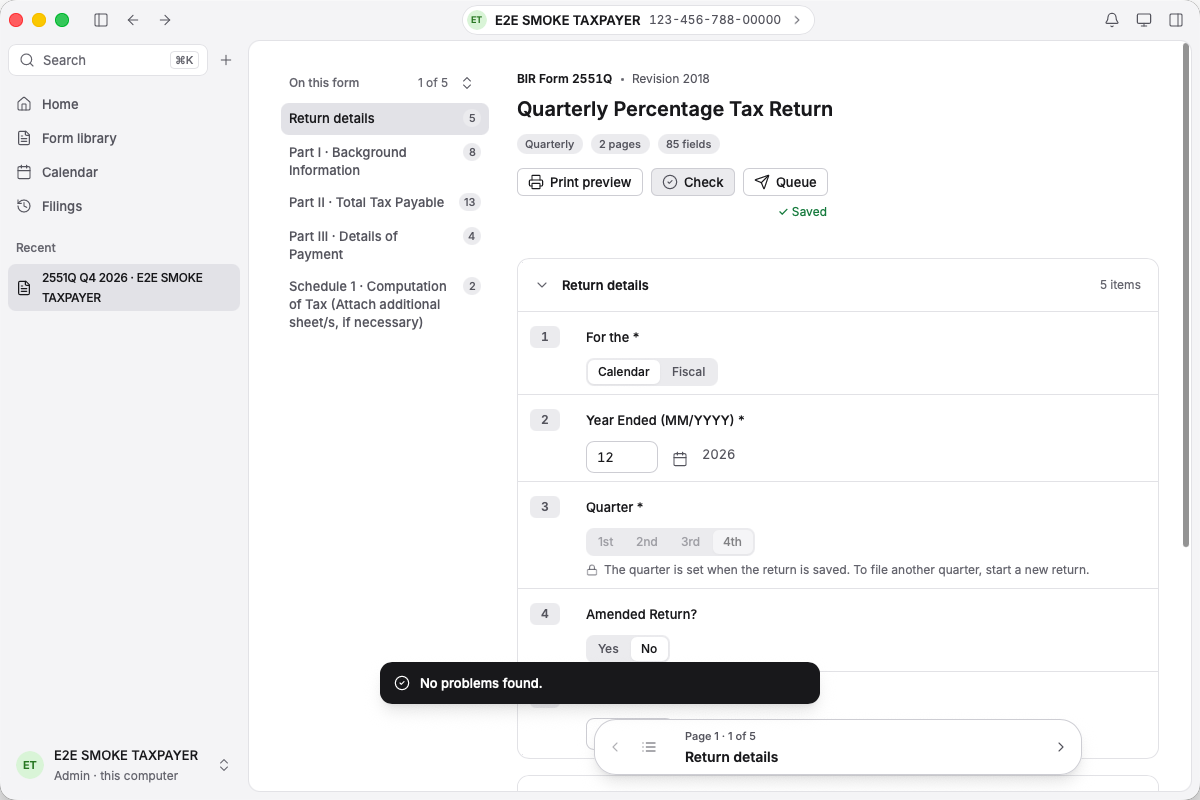 ET E2E SMOKE TAXPAYER 123-456-788-00000
Search ⌘K
Home
Form library
Calendar
Filings
Recent
2551Q Q4 2026 · E2E SMOKE
TAXPAYER
ET E2E SMOKE TAXPAYER
Admin · this computer
On this form 1 of 5
Return details 5
Part I · Background 8
Information
Part II · Total Tax Payable 13
Part III · Details of 4
Payment
Schedule 1 · Computation 2
of Tax (Attach additional
sheet/s, if necessary)
BIR Form 2551Q • Revision 2018
Quarterly Percentage Tax Return
Quarterly 2 pages 85 fields
Print preview Check Queue
Saved
Return details 5 items
1 For the *
Calendar Fiscal
2 Year Ended (MM/YYYY) *
12 2026
3 Quarter *
1st 2nd 3rd 4th
The quarter is set when the return is saved. To file another quarter, start a new return.
4 Amended Return?
Yes No
No problems found.
Page 1 · 1 of 5
Return details